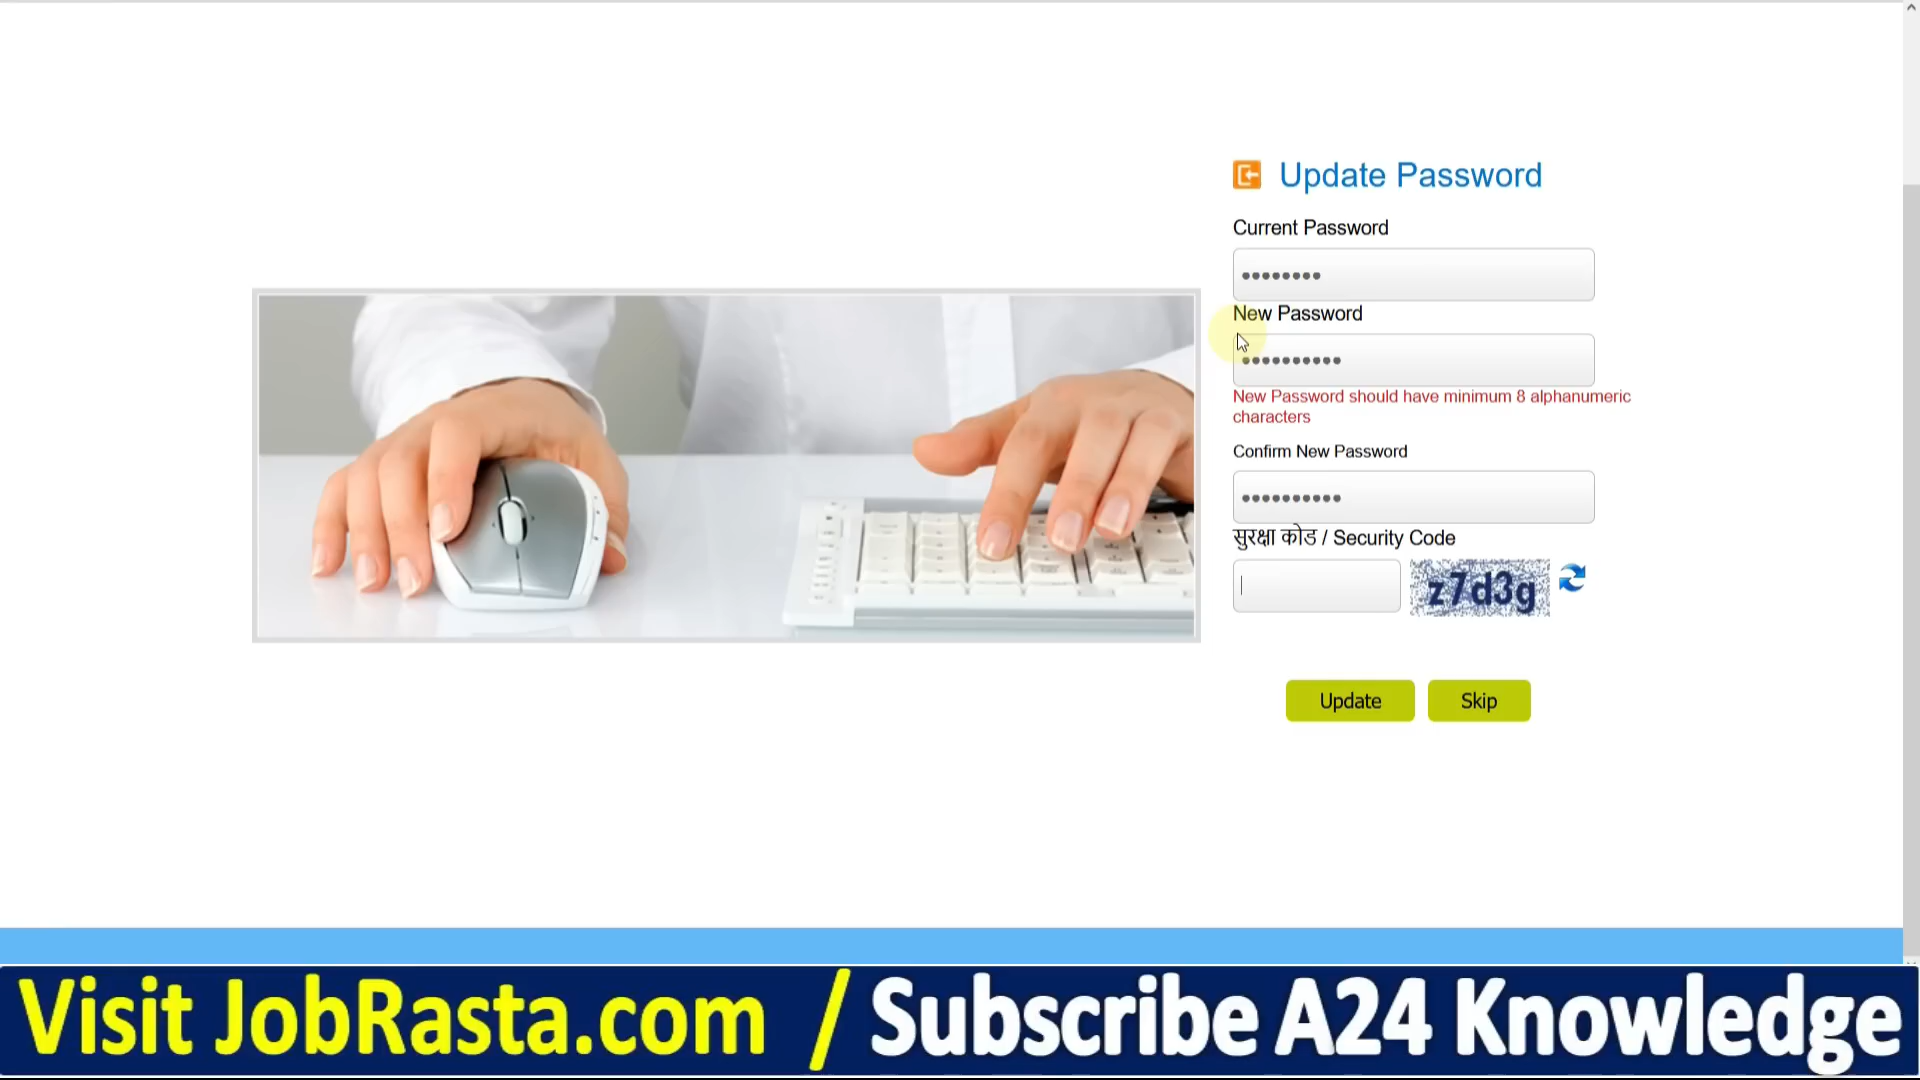 Update Password
Current Password
••••••••
New Password
••••••••••
New Password should have minimum 8 alphanumeric
characters
Confirm New Password
••••••••••
सुरक्षा कोड / Security Code
z7d3g
Update Skip
Visit JobRasta.com / Subscribe A24 Knowledge